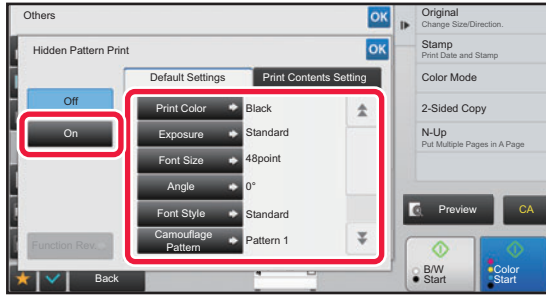 Others
OK
Hidden Pattern Print
OK
Default Settings
Print Contents Setting
Off
On
Print Color
Black
Exposure
Standard
Font Size
48point
Angle
0°
Font Style
Standard
Camouflage
Pattern
Pattern 1
Function Rev.
Back
Original
Change Size/Direction.
Stamp
Print Date and Stamp
Color Mode
2-Sided Copy
N-Up
Put Multiple Pages in A Page
Preview
CA
B/W
Start
Color
Start